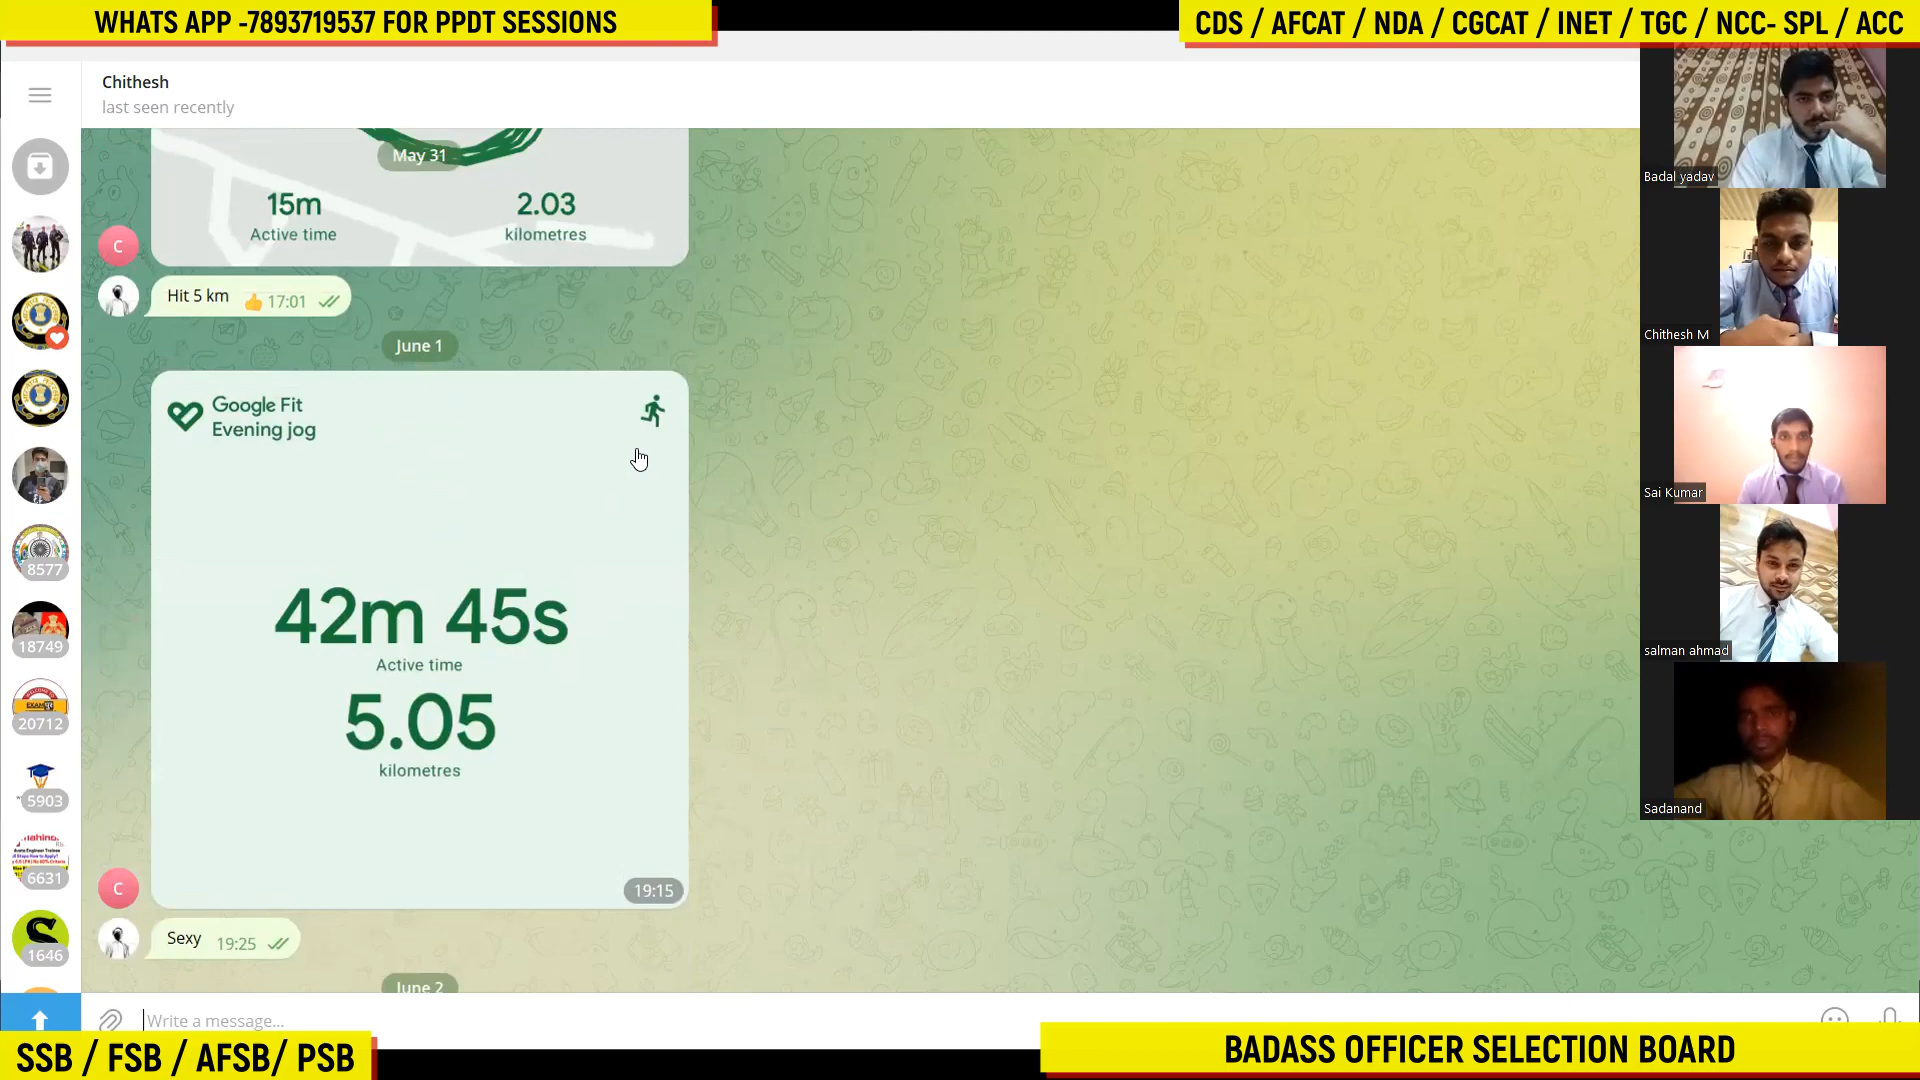 WHATS APP -7893719537 FOR PPDT SESSIONS
CDS / AFCAT / NDA / CGCAT / INET / TGC / NCC- SPL / ACC
Chithesh
last seen recently
May 31
15m
Active time
2.03
kilometres
C
Hit 5 km 👍 17:01
June 1
Google Fit
Evening jog
42m 45s
Active time
5.05
kilometres
19:15
C
Sexy 19:25
June 2
Write a message...
8577
18749
EXAM
20712
5903
6631
S
1646
Badal yadav
Chithesh M
Sai Kumar
salman ahmad
Sadanand
SSB / FSB / AFSB/ PSB
BADASS OFFICER SELECTION BOARD